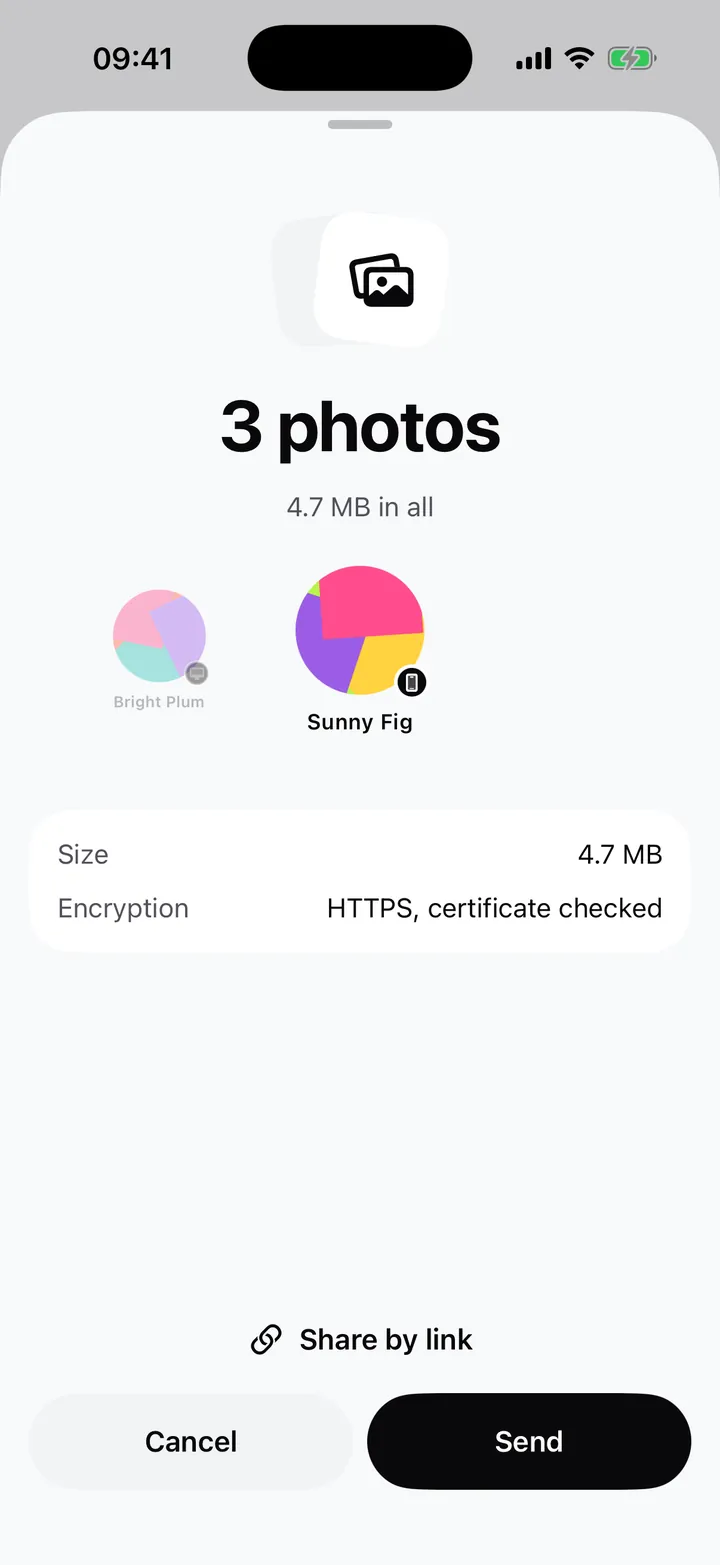 09:41
3 photos
4.7 MB in all
Bright Plum
Sunny Fig
Size 4.7 MB
Encryption HTTPS, certificate checked
Share by link
Cancel Send